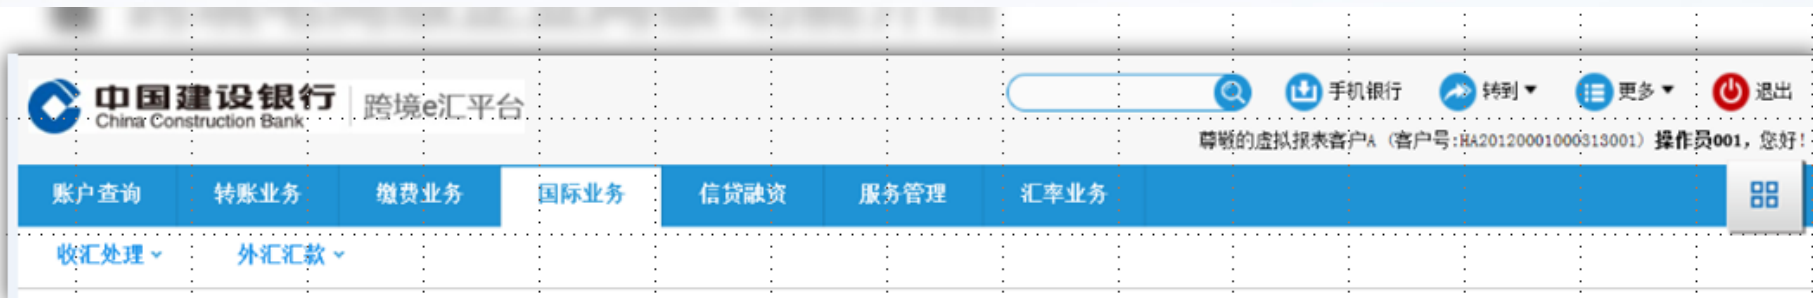 中国建设银行 跨境e汇平台
China Construction Bank
手机银行 转到 更多 退出
尊敬的虚拟报表客户A（客户号:HA20120001000313001）操作员001，您好！
账户查询 转账业务 缴费业务 国际业务 信贷融资 服务管理 汇率业务
收汇处理 外汇汇款